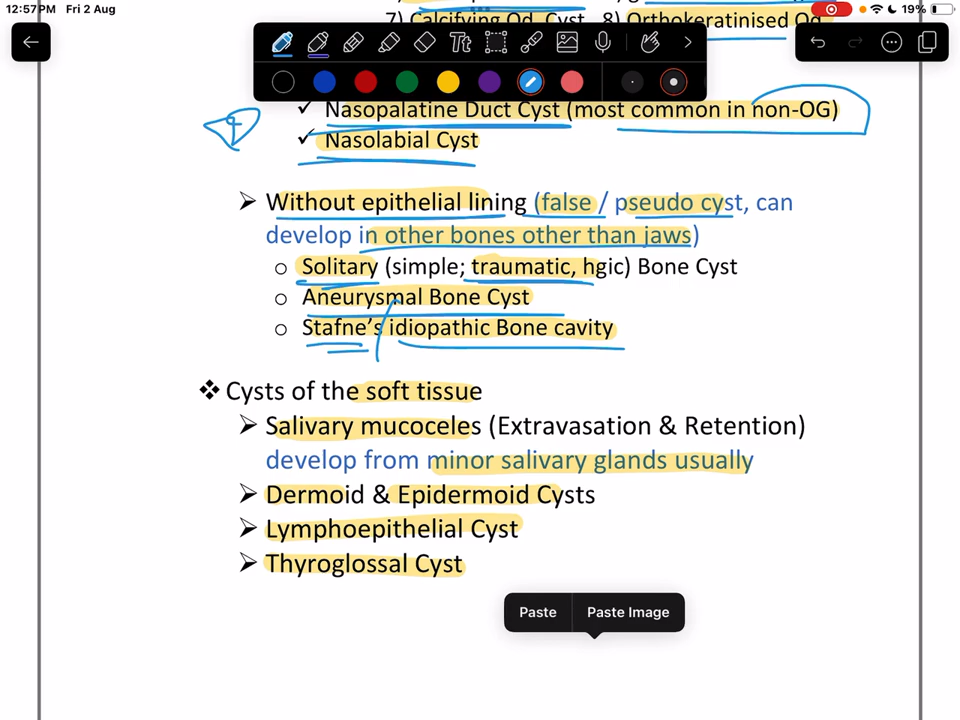 12:57 PM Fri 2 Aug 19%
7) Calcifying Od. Cyst 8) Orthokeratinised Od
Tt
✓ Nasopalatine Duct Cyst (most common in non-OG)
✓ Nasolabial Cyst
➢ Without epithelial lining (false / pseudo cyst, can
develop in other bones other than jaws)
o Solitary (simple; traumatic, hgic) Bone Cyst
o Aneurysmal Bone Cyst
o Stafne's idiopathic Bone cavity
❖ Cysts of the soft tissue
➢ Salivary mucoceles (Extravasation & Retention)
develop from minor salivary glands usually
➢ Dermoid & Epidermoid Cysts
➢ Lymphoepithelial Cyst
➢ Thyroglossal Cyst
Paste Paste Image